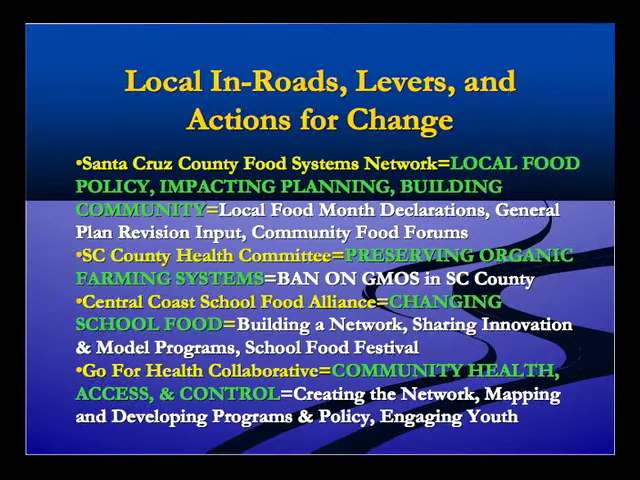 Local In-Roads, Levers, and
Actions for Change
•Santa Cruz County Food Systems Network=LOCAL FOOD
POLICY, IMPACTING PLANNING, BUILDING
COMMUNITY=Local Food Month Declarations, General
Plan Revision Input, Community Food Forums
•SC County Health Committee=PRESERVING ORGANIC
FARMING SYSTEMS=BAN ON GMOS in SC County
•Central Coast School Food Alliance=CHANGING
SCHOOL FOOD=Building a Network, Sharing Innovation
& Model Programs, School Food Festival
•Go For Health Collaborative=COMMUNITY HEALTH,
ACCESS, & CONTROL=Creating the Network, Mapping
and Developing Programs & Policy, Engaging Youth